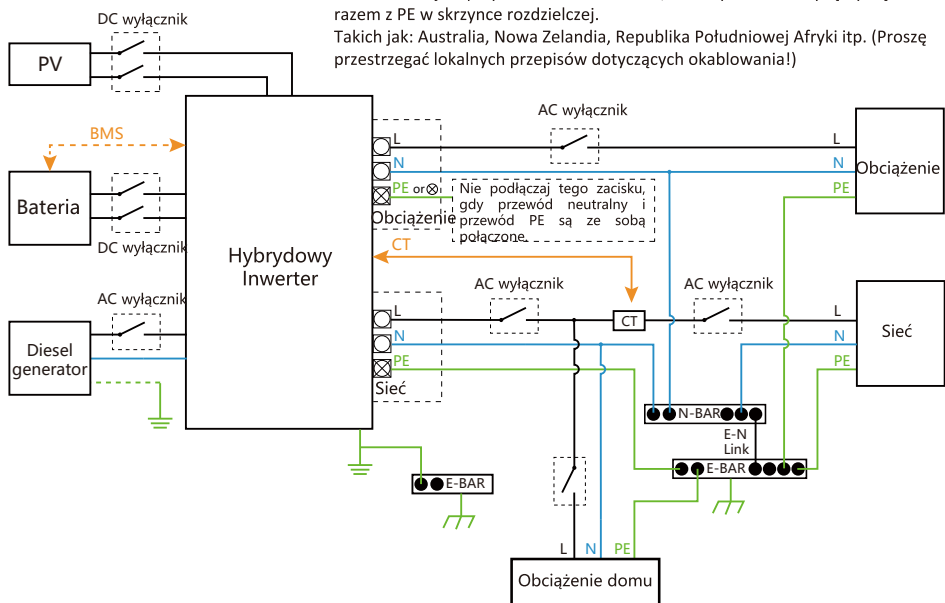 razem z PE w skrzynce rozdzielczej.
Takich jak: Australia, Nowa Zelandia, Republika Południowej Afryki itp. (Proszę
przestrzegać lokalnych przepisów dotyczących okablowania!)
DC wyłącznik
PV
BMS
Bateria
DC wyłącznik
AC wyłącznik
Diesel
generator
Hybrydowy
Inwerter
L
N
PE or
Obciążenie
Nie podłączaj tego zacisku,
gdy przewód neutralny i
przewód PE są ze sobą
połączone.
AC wyłącznik
L
N
PE
Obciążenie
CT
AC wyłącznik
CT
AC wyłącznik
L
N
PE
Sieć
L
N
PE
Sieć
N-BAR
E-N
Link
E-BAR
E-BAR
L
N
PE
Obciążenie domu